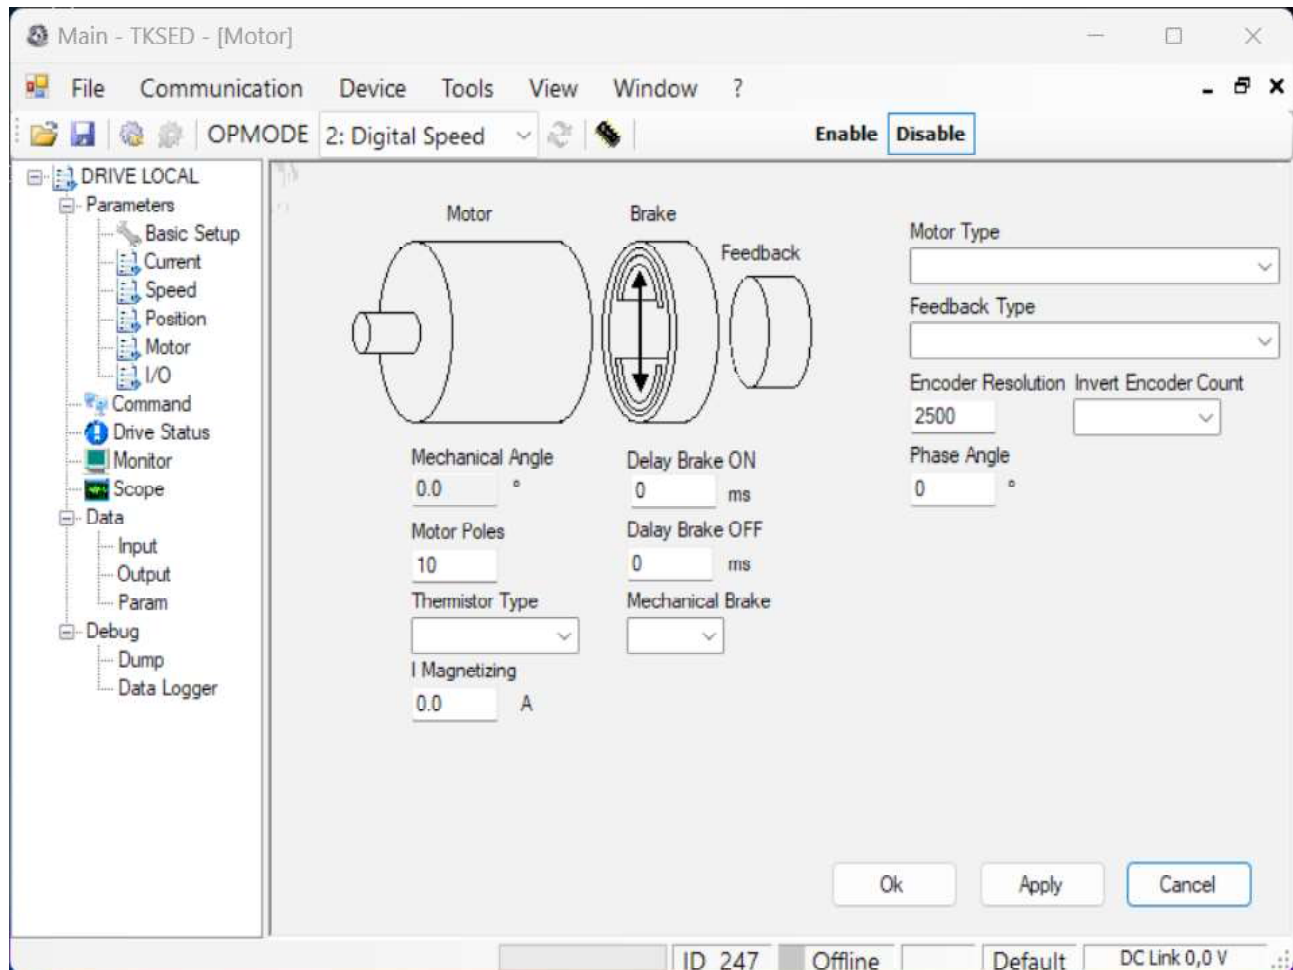 Main - TKSED - [Motor]
File Communication Device Tools View Window ?
OPMODE 2: Digital Speed Enable Disable
DRIVE LOCAL
Parameters
Basic Setup
Current
Speed
Position
Motor
I/O
Command
Drive Status
Monitor
Scope
Data
Input
Output
Param
Debug
Dump
Data Logger
Motor
Brake
Feedback
Mechanical Angle
0.0 °
Motor Poles
10
Thermistor Type
I Magnetizing
0.0 A
Delay Brake ON
0 ms
Dalay Brake OFF
0 ms
Mechanical Brake
Motor Type
Feedback Type
Encoder Resolution Invert Encoder Count
2500
Phase Angle
0 °
Ok Apply Cancel
ID 247 Offline Default DC Link 0,0 V